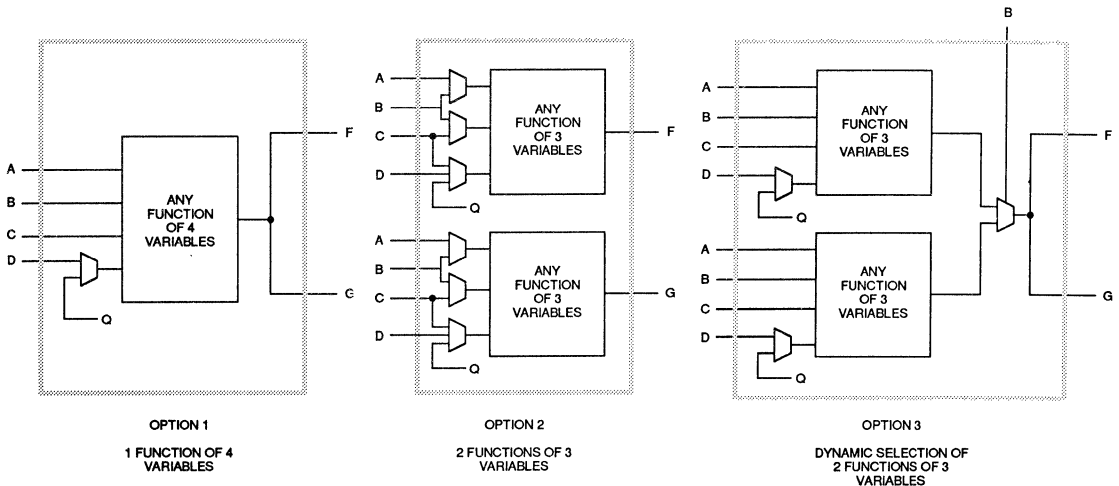 A
B
C
D
Q
ANY
FUNCTION
OF 4
VARIABLES
F
G
OPTION 1
1 FUNCTION OF 4
VARIABLES
A
B
C
D
Q
ANY
FUNCTION
OF 3
VARIABLES
F
A
B
C
D
Q
ANY
FUNCTION
OF 3
VARIABLES
G
OPTION 2
2 FUNCTIONS OF 3
VARIABLES
B
A
B
C
D
Q
ANY
FUNCTION
OF 3
VARIABLES
F
A
B
C
D
Q
ANY
FUNCTION
OF 3
VARIABLES
G
OPTION 3
DYNAMIC SELECTION OF
2 FUNCTIONS OF 3
VARIABLES